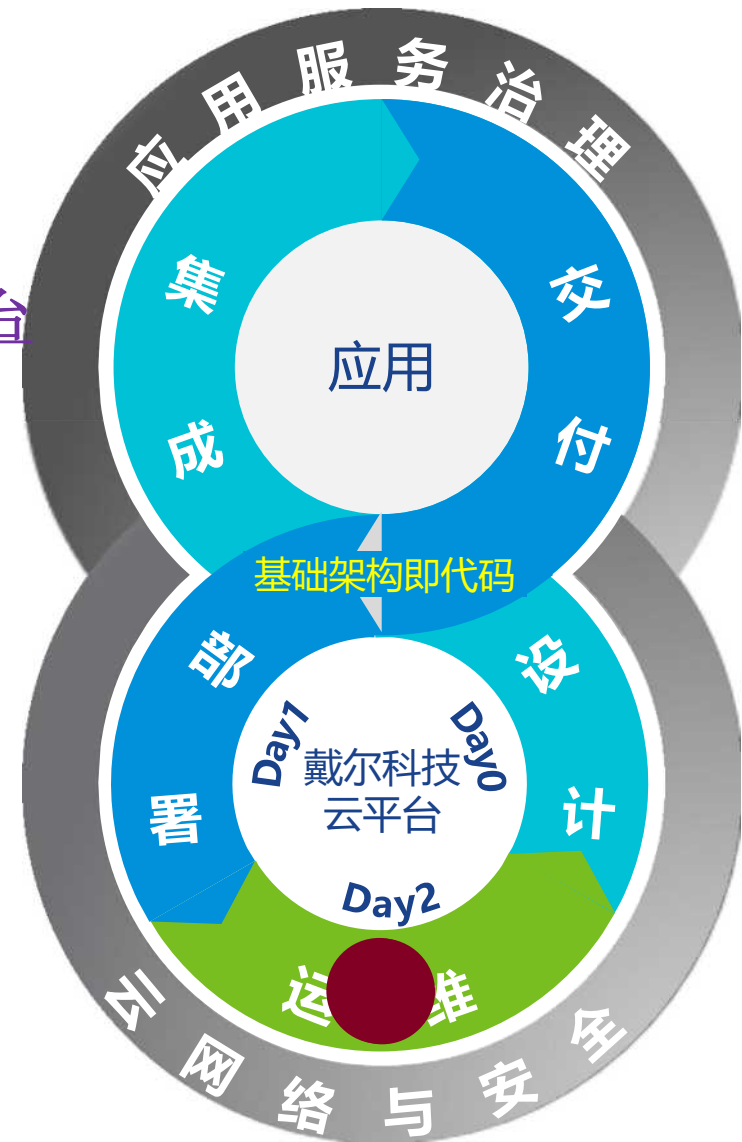 应用服务治理
集成
交付
台
应用
基础架构即代码
部署
设计
Day1
Day0
戴尔科技
云平台
Day2
运维
云网络与安全